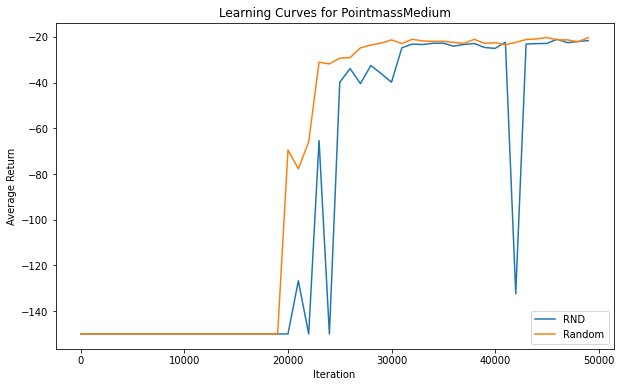 Learning Curves for PointmassMedium
Average Return
−20
−40
−60
−80
−100
−120
−140
0
10000
20000
30000
40000
50000
Iteration
RND
Random